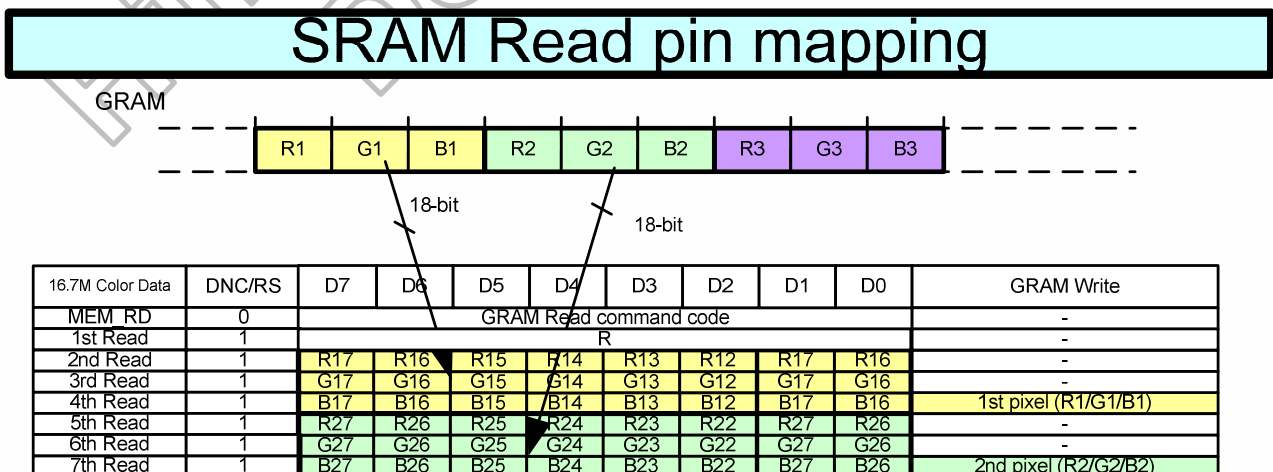 SRAM Read pin mapping
GRAM
R1 G1 B1 R2 G2 B2 R3 G3 B3
18-bit
18-bit
16.7M Color Data DNC/RS D7 D6 D5 D4 D3 D2 D1 D0 GRAM Write
MEM_RD 0 GRAM Read command code -
1st Read 1 R -
2nd Read 1 R17 R16 R15 R14 R13 R12 R17 R16 -
3rd Read 1 G17 G16 G15 G14 G13 G12 G17 G16 -
4th Read 1 B17 B16 B15 B14 B13 B12 B17 B16 1st pixel (R1/G1/B1)
5th Read 1 R27 R26 R25 R24 R23 R22 R27 R26 -
6th Read 1 G27 G26 G25 G24 G23 G22 G27 G26 -
7th Read 1 B27 B26 B25 B24 B23 B22 B27 B26 2nd pixel (R2/G2/B2)